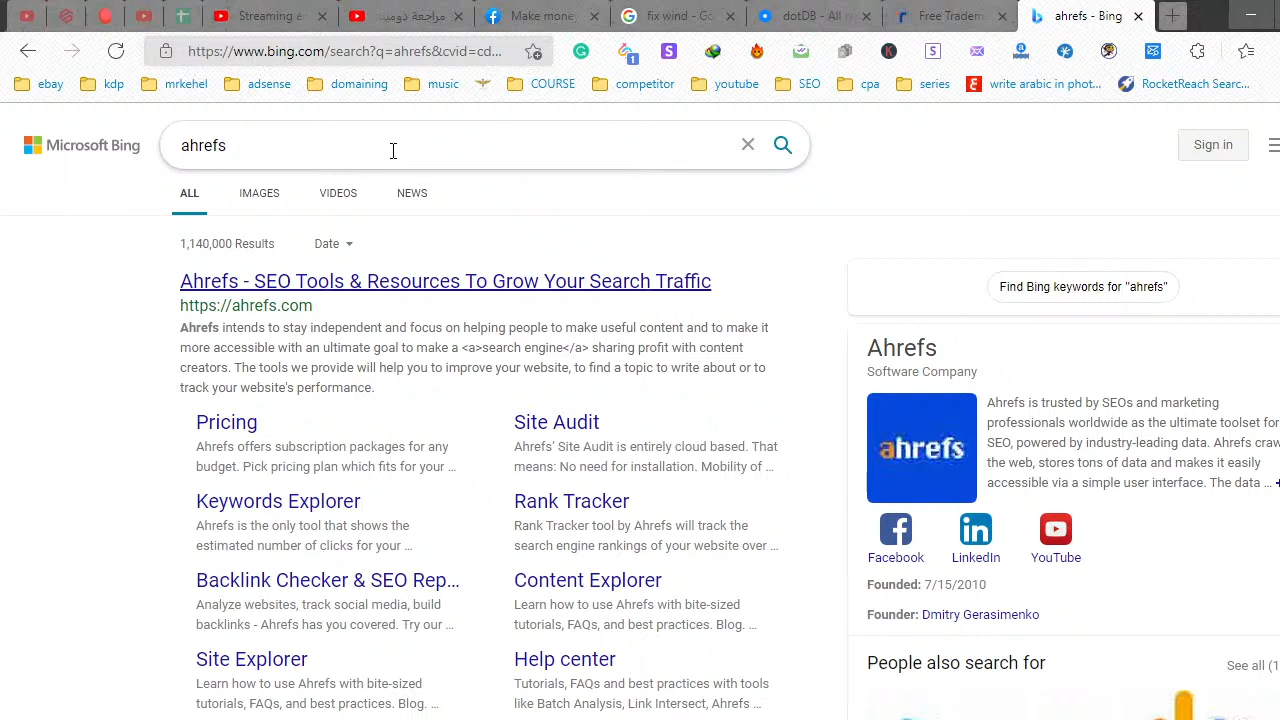 Streaming e
مراجعة دومينـ
Make money
fix wind - Go
dotDB - All n
Free Tradem
ahrefs - Bing
https://www.bing.com/search?q=ahrefs&cvid=cd...
1
ebay
kdp
mrkehel
adsense
domaining
music
COURSE
competitor
youtube
SEO
cpa
series
write arabic in phot...
RocketReach Searc...
Microsoft Bing
ahrefs
Sign in
ALL
IMAGES
VIDEOS
NEWS
1,140,000 Results
Date
Ahrefs - SEO Tools & Resources To Grow Your Search Traffic
https://ahrefs.com
Ahrefs intends to stay independent and focus on helping people to make useful content and to make it
more accessible with an ultimate goal to make a <a>search engine</a> sharing profit with content
creators. The tools we provide will help you to improve your website, to find a topic to write about or to
track your website's performance.
Pricing
Ahrefs offers subscription packages for any
budget. Pick pricing plan which fits for your ...
Site Audit
Ahrefs' Site Audit is entirely cloud based. That
means: No need for installation. Mobility of ...
Keywords Explorer
Ahrefs is the only tool that shows the
estimated number of clicks for your ...
Rank Tracker
Rank Tracker tool by Ahrefs will track the
search engine rankings of your website over ...
Backlink Checker & SEO Rep...
Analyze websites, track social media, build
backlinks - Ahrefs has you covered. Try our ...
Content Explorer
Learn how to use Ahrefs with bite-sized
tutorials, FAQs, and best practices. Blog. ...
Site Explorer
Learn how to use Ahrefs with bite-sized
tutorials, FAQs, and best practices. Blog. ...
Help center
Tutorials, FAQs and best practices with tools
like Batch Analysis, Link Intersect, Ahrefs ...
Find Bing keywords for "ahrefs"
Ahrefs
Software Company
ahrefs
Ahrefs is trusted by SEOs and marketing
professionals worldwide as the ultimate toolset for
SEO, powered by industry-leading data. Ahrefs craw
the web, stores tons of data and makes it easily
accessible via a simple user interface. The data ... +
Facebook
LinkedIn
YouTube
Founded: 7/15/2010
Founder: Dmitry Gerasimenko
People also search for
See all (1